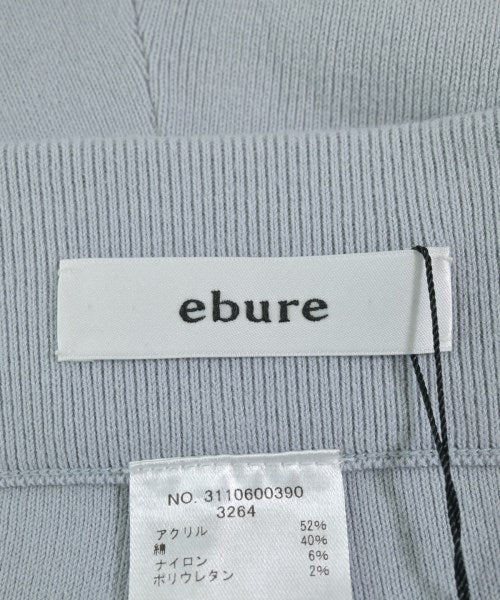 ebure
NO. 3110600390
3264
アクリル 52%
綿 40%
ナイロン 6%
ポリウレタン 2%